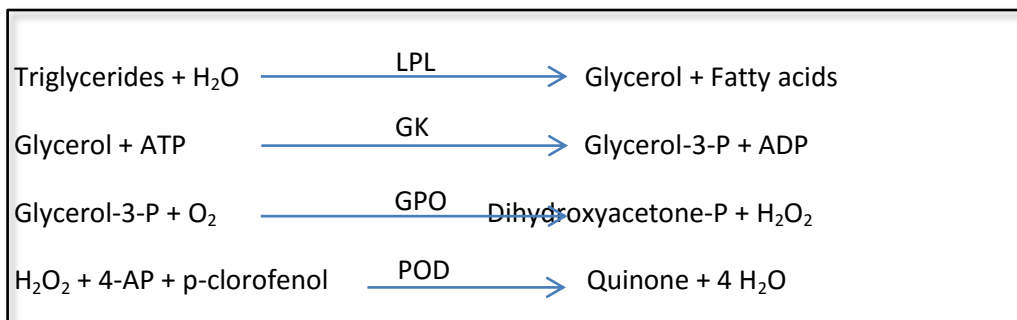 Triglycerides + H₂O LPL Glycerol + Fatty acids
Glycerol + ATP GK Glycerol-3-P + ADP
Glycerol-3-P + O₂ GPO Dihydroxyacetone-P + H₂O₂
H₂O₂ + 4-AP + p-clorofenol POD Quinone + 4 H₂O